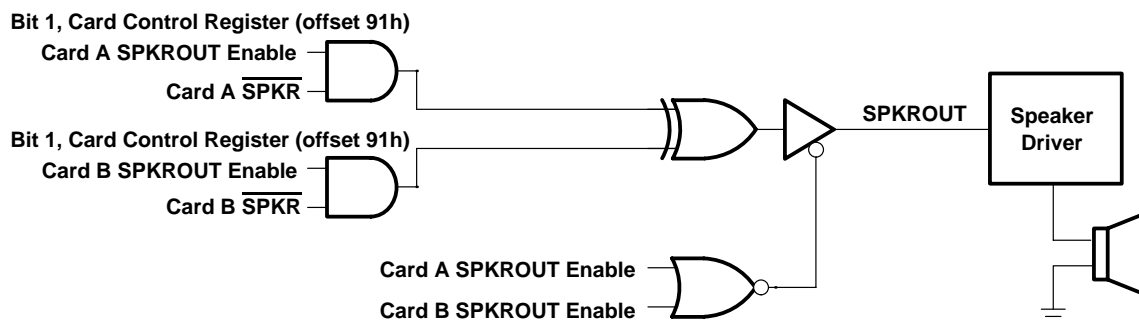 Bit 1, Card Control Register (offset 91h)
Card A SPKROUT Enable
Card A SPKR
Bit 1, Card Control Register (offset 91h)
Card B SPKROUT Enable
Card B SPKR
SPKROUT
Speaker
Driver
Card A SPKROUT Enable
Card B SPKROUT Enable